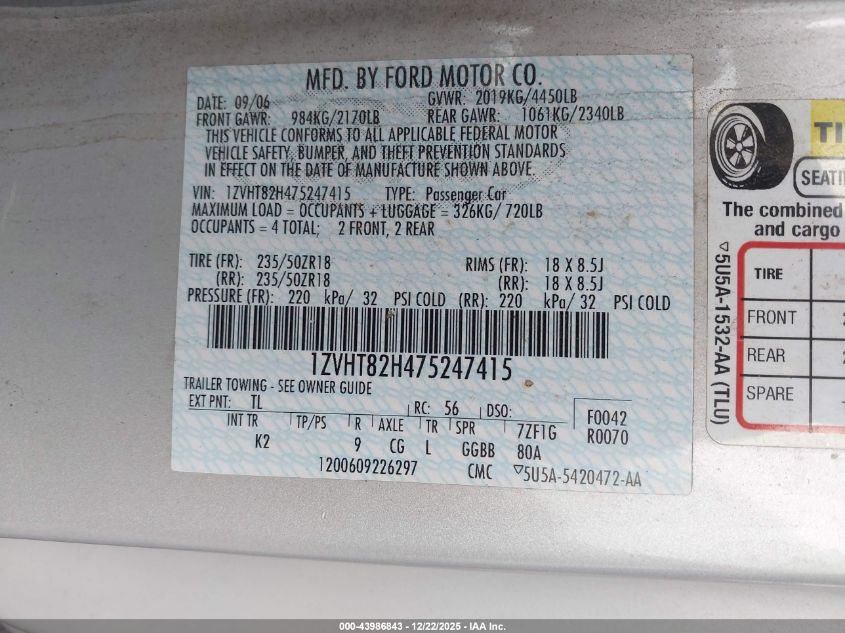 MFD. BY FORD MOTOR CO.
DATE: 09/06 GVWR: 2019KG/4450LB
FRONT GAWR: 984KG/2170LB REAR GAWR: 1061KG/2340LB
THIS VEHICLE CONFORMS TO ALL APPLICABLE FEDERAL MOTOR
VEHICLE SAFETY, BUMPER, AND THEFT PREVENTION STANDARDS
IN EFFECT ON THE DATE OF MANUFACTURE SHOWN ABOVE.
VIN: 1ZVHT82H475247415 TYPE: Passenger Car
MAXIMUM LOAD = OCCUPANTS + LUGGAGE = 326KG/720LB
OCCUPANTS = 4 TOTAL; 2 FRONT, 2 REAR
TIRE (FR): 235/50ZR18 RIMS (FR): 18 X 8.5J
(RR): 235/50ZR18 (RR): 18 X 8.5J
PRESSURE (FR): 220 kPa/ 32 PSI COLD (RR): 220 kPa/ 32 PSI COLD
1ZVHT82H475247415
TRAILER TOWING - SEE OWNER GUIDE
EXT PNT: TL RC: 56 DSO: F0042
INT TR TP/PS R AXLE TR SPR 7ZF1G R0070
K2 9 CG L GGBB 80A
1200609226297 CMC ▽5U5A-5420472-AA
TI
SEATI
The combined
and cargo
TIRE
FRONT
REAR
SPARE
▽5U5A-1532-AA (TLU)
000-43986843 | 12/22/2025 - IAA Inc.